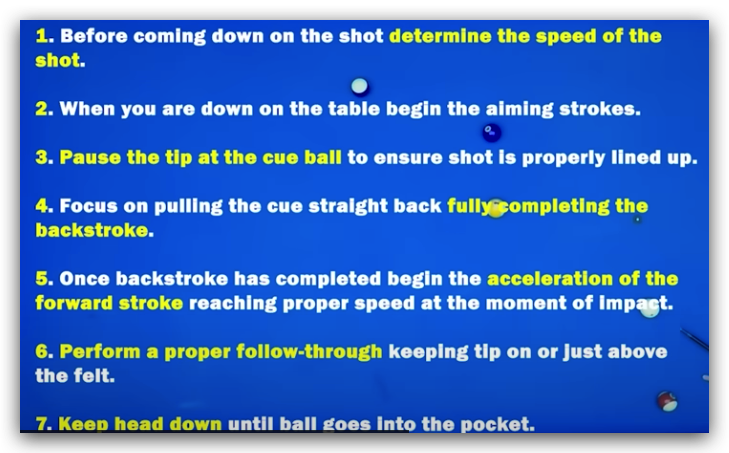 1. Before coming down on the shot determine the speed of the
shot.
2. When you are down on the table begin the aiming strokes.
3. Pause the tip at the cue ball to ensure shot is properly lined up.
4. Focus on pulling the cue straight back fully completing the
backstroke.
5. Once backstroke has completed begin the acceleration of the
forward stroke reaching proper speed at the moment of impact.
6. Perform a proper follow-through keeping tip on or just above
the felt.
7. Keep head down until ball goes into the pocket.